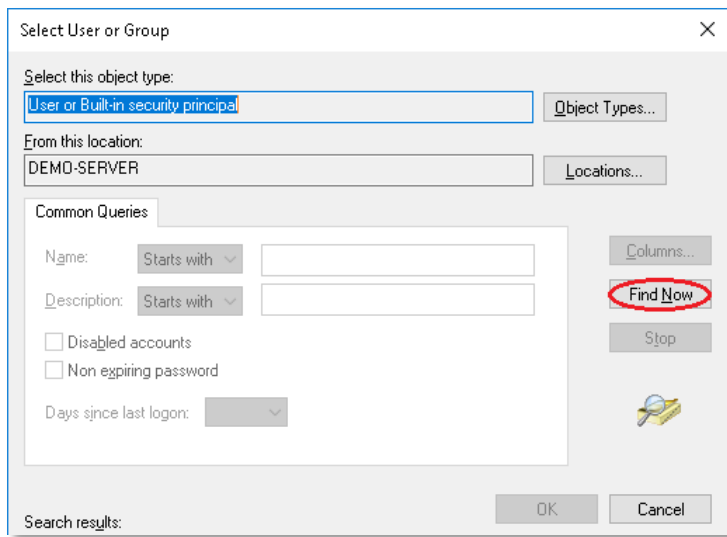 Select User or Group
Select this object type:
User or Built-in security principal
Object Types...
From this location:
DEMO-SERVER
Locations...
Common Queries
Name:
Starts with
Columns...
Description:
Starts with
Find Now
Disabled accounts
Stop
Non expiring password
Days since last logon:
OK
Cancel
Search results: